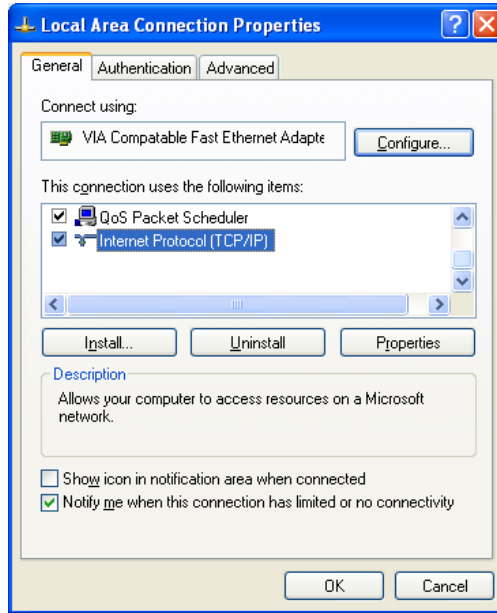 Local Area Connection Properties
General Authentication Advanced
Connect using:
VIA Compatable Fast Ethernet Adapte
Configure...
This connection uses the following items:
QoS Packet Scheduler
Internet Protocol (TCP/IP)
Install... Uninstall Properties
Description
Allows your computer to access resources on a Microsoft
network.
Show icon in notification area when connected
Notify me when this connection has limited or no connectivity
OK Cancel